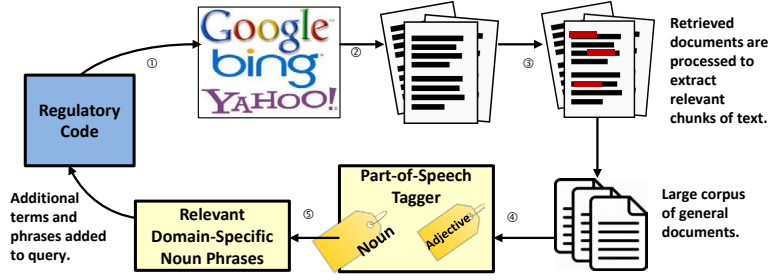 Google
bing
YAHOO!
①
②
③
Retrieved
documents are
processed to
extract
relevant
chunks of text.
Regulatory
Code
Part-of-Speech
Tagger
Noun
Adjective
④
Large corpus
of general
documents.
⑤
Relevant
Domain-Specific
Noun Phrases
Additional
terms and
phrases added
to query.